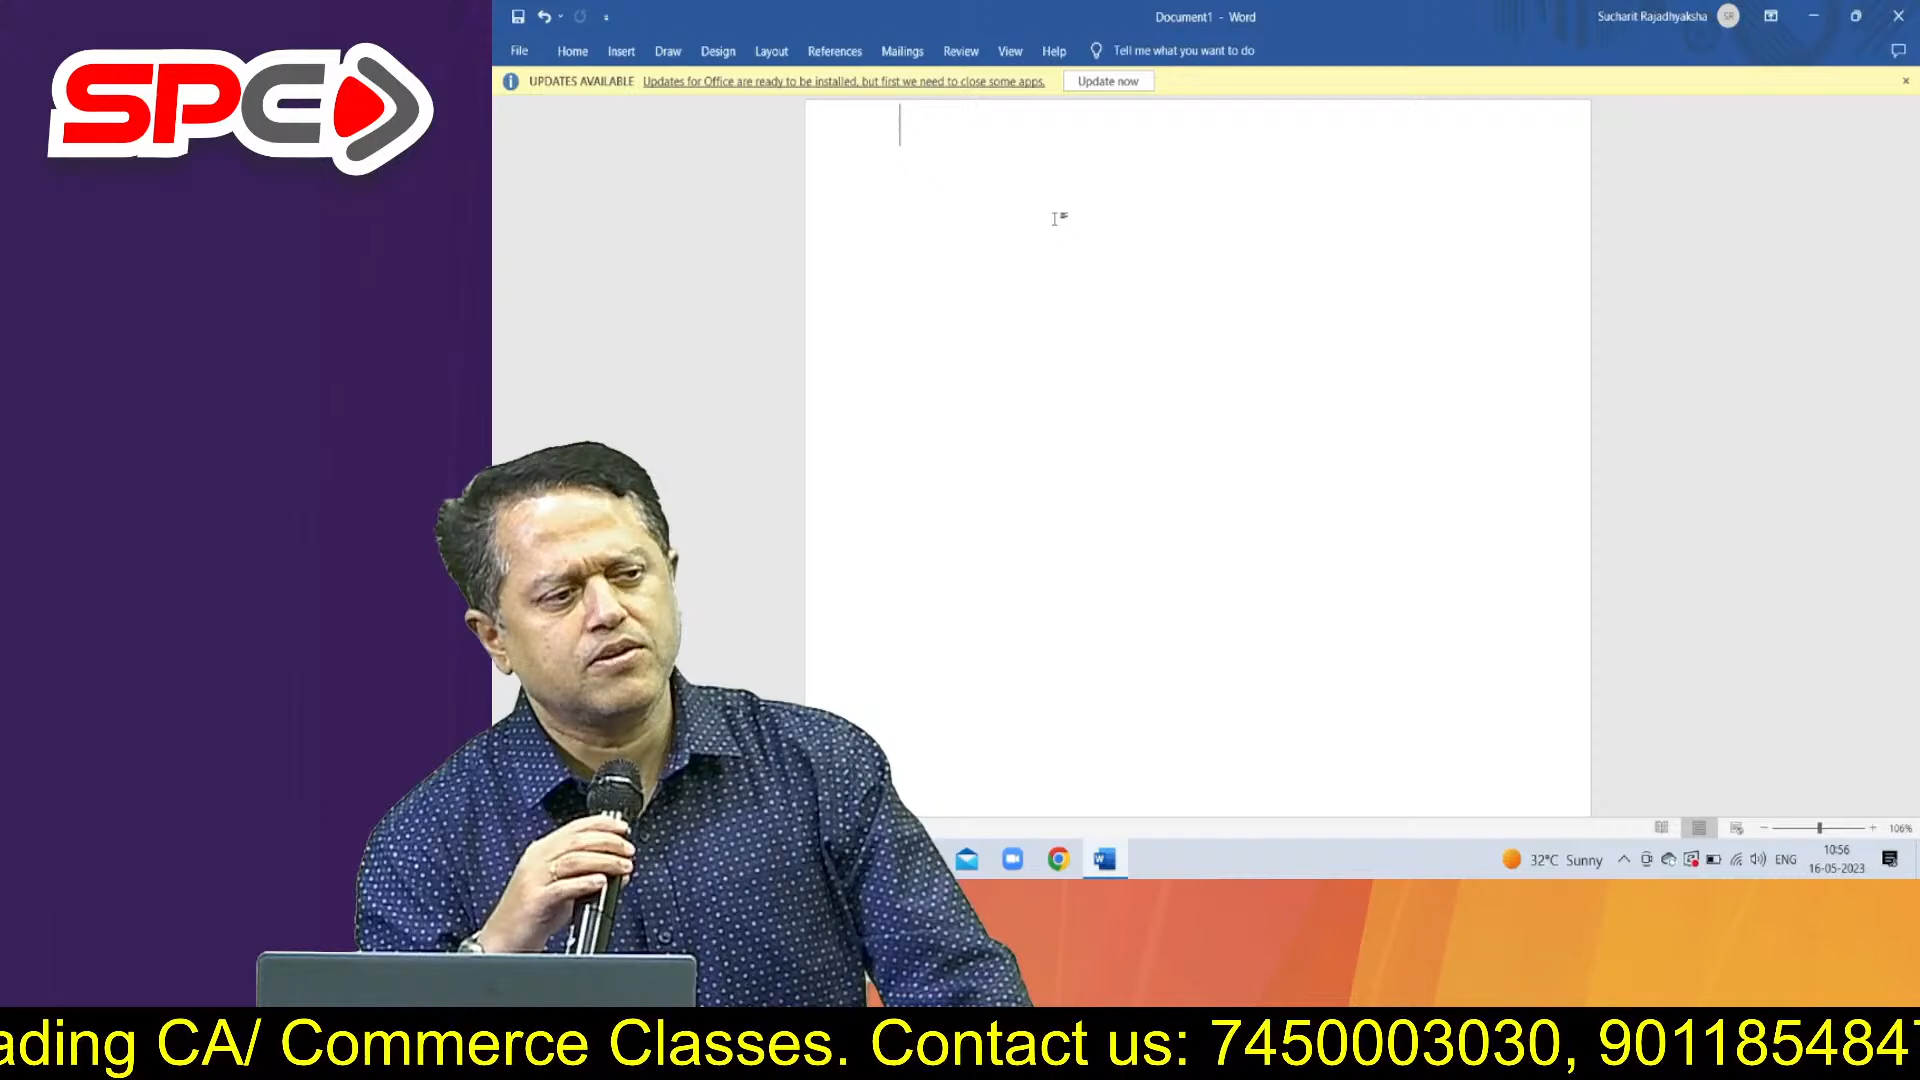 SPC
Document1 - Word
Sucharit Rajadhyaksha
SR
File Home Insert Draw Design Layout References Mailings Review View Help Tell me what you want to do
UPDATES AVAILABLE Updates for Office are ready to be installed, but first we need to close some apps. Update now
106%
32°C Sunny
ENG
10:56
16-05-2023
ading CA/ Commerce Classes. Contact us: 7450003030, 901185484